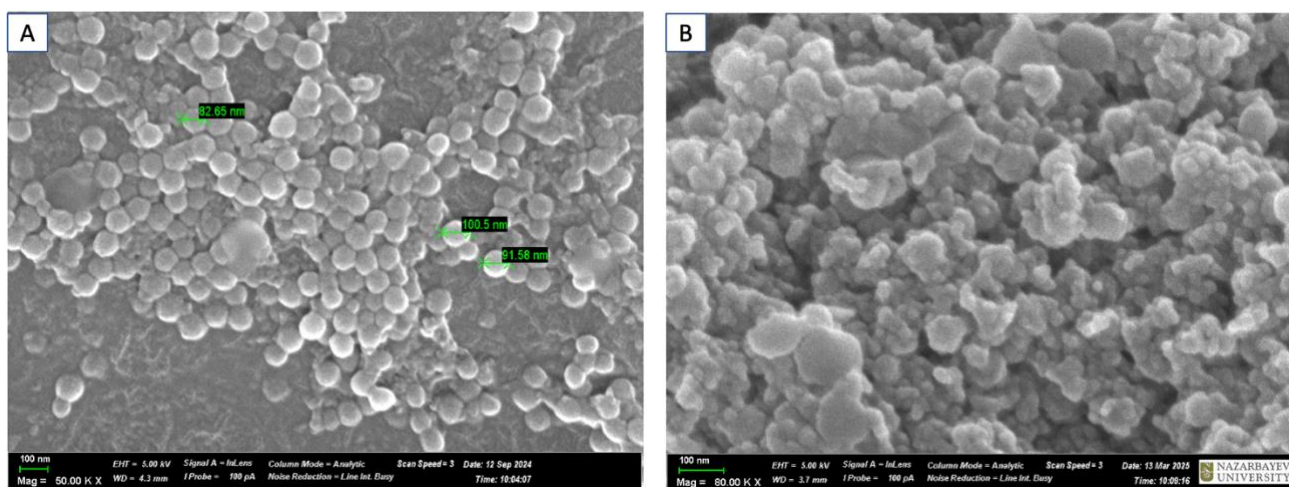 A
82.65 nm
100.5 nm
91.58 nm
100 nm
EHT = 5.00 kV Signal A = InLens Column Mode = Analytic Scan Speed = 3 Date: 12 Sep 2024
Mag = 50.00 K X WD = 4.3 mm I Probe = 100 pA Noise Reduction = Line Int. Busy Time: 10:04:07
B
100 nm
EHT = 5.00 kV Signal A = InLens Column Mode = Analytic Scan Speed = 3 Date: 13 Mar 2025
Mag = 80.00 K X WD = 3.7 mm I Probe = 100 pA Noise Reduction = Line Int. Busy Time: 10:09:16
NAZARBAYEV
UNIVERSITY